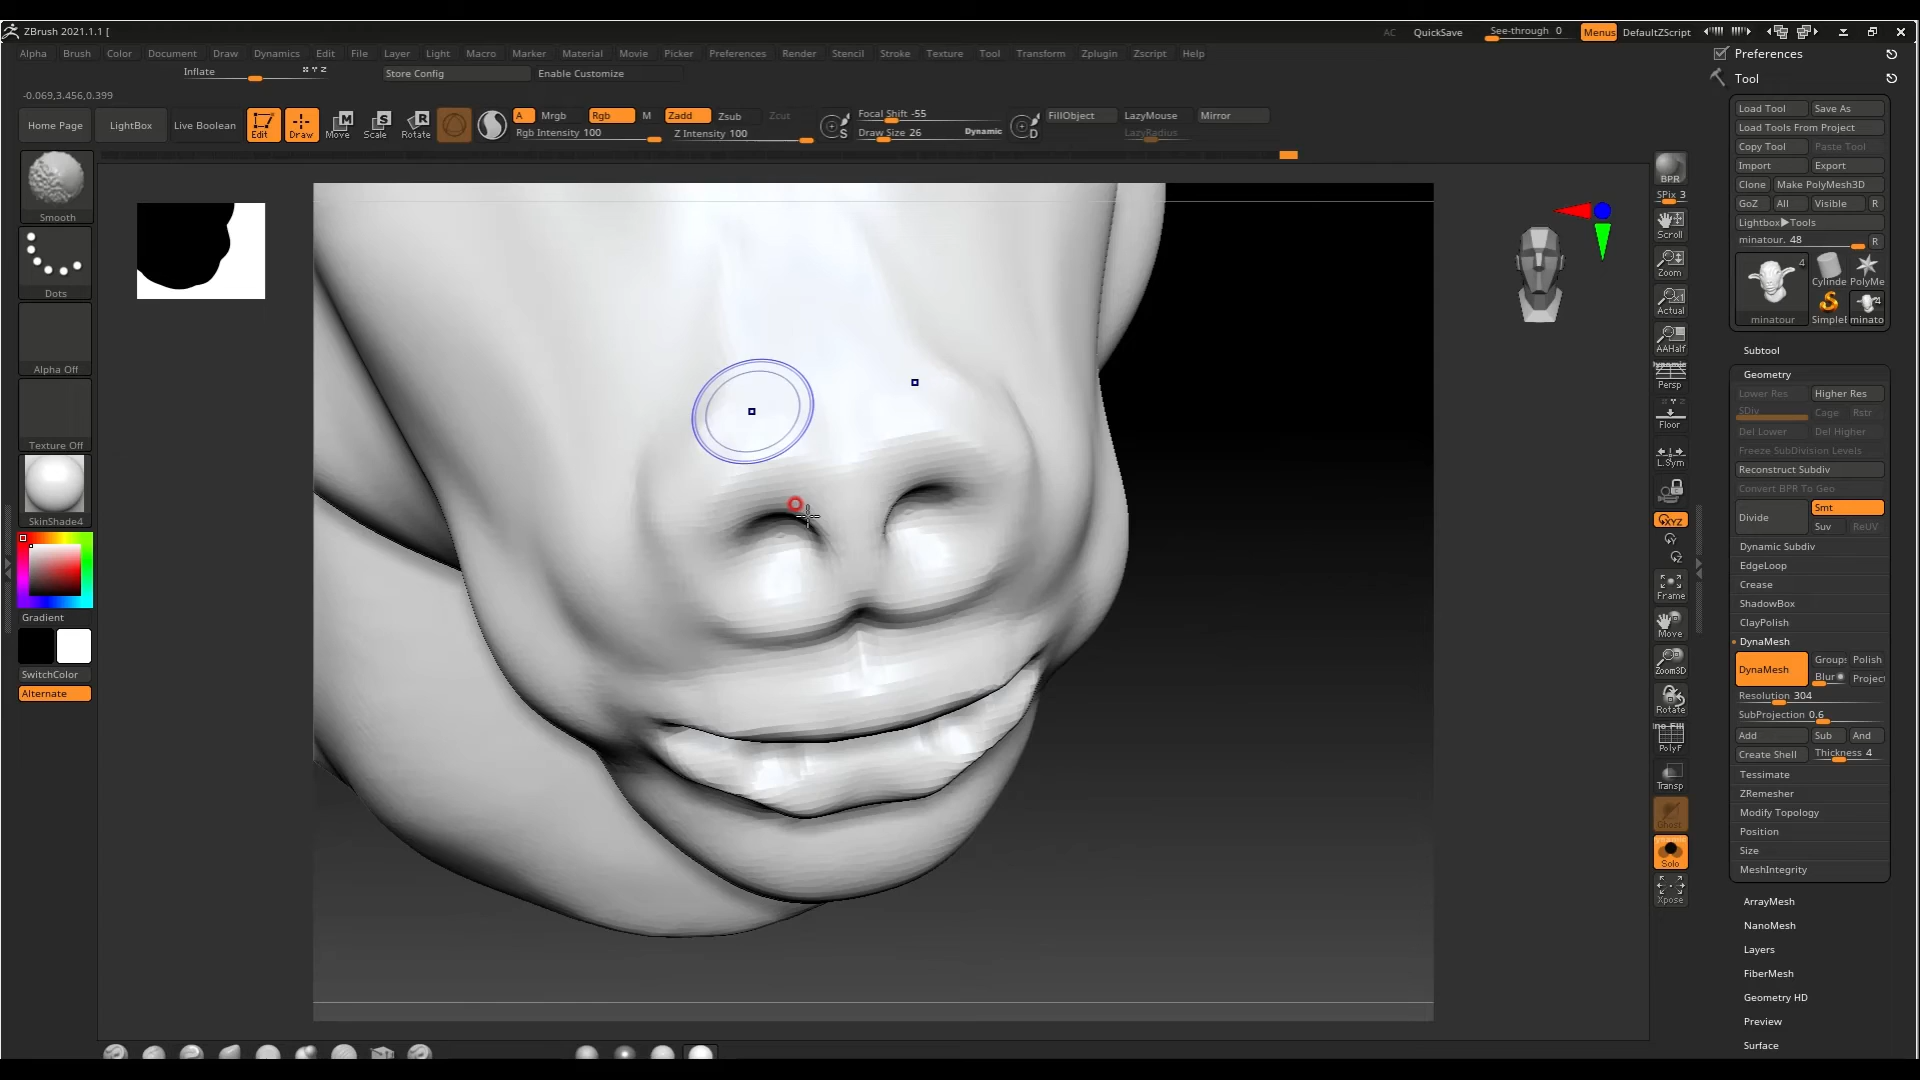 ZBrush 2021.1.1 [
AC QuickSave See-through 0 Menus DefaultZScript
Alpha Brush Color Document Draw Dynamics Edit File Layer Light Macro Marker Material Movie Picker Preferences Render Stencil Stroke Texture Tool Transform Zplugin Zscript Help
Inflate X Y Z Store Config Enable Customize
-0.069,3.456,0.399
Home Page LightBox Live Boolean Edit Draw Move Scale Rotate
A Mrgb Rgb M Zadd Zsub Zcut
Rgb Intensity 100 Z Intensity 100
S Focal Shift -55
Draw Size 26 Dynamic
D FillObject LazyMouse Mirror
LazyRadius
Smooth
Dots
Alpha Off
Texture Off
SkinShade4
Gradient
SwitchColor
Alternate
BPR
SPix 3
Scroll
Zoom
Actual
AAHalf
Dynamic
Persp
X Y Z
Floor
L.Sym
XYZ
Frame
Move
Zoom3D
Rotate
PolyF
Transp
Ghost
Solo
Xpose
Preferences
Tool
Load Tool Save As
Load Tools From Project
Copy Tool Paste Tool
Import Export
Clone Make PolyMesh3D
GoZ All Visible R
Lightbox▶Tools
minatour. 48 R
4
Cylinde PolyMe
4
minatour SimpleB minato
Subtool
Geometry
Lower Res Higher Res
SDiv Cage Rstr
Del Lower Del Higher
Freeze SubDivision Levels
Reconstruct Subdiv
Convert BPR To Geo
Divide Smt
Suv ReUV
Dynamic Subdiv
EdgeLoop
Crease
ShadowBox
ClayPolish
DynaMesh
DynaMesh Groups Polish
Blur Project
Resolution 304
SubProjection 0.6
Add Sub And
Create Shell Thickness 4
Tessimate
ZRemesher
Modify Topology
Position
Size
MeshIntegrity
ArrayMesh
NanoMesh
Layers
FiberMesh
Geometry HD
Preview
Surface